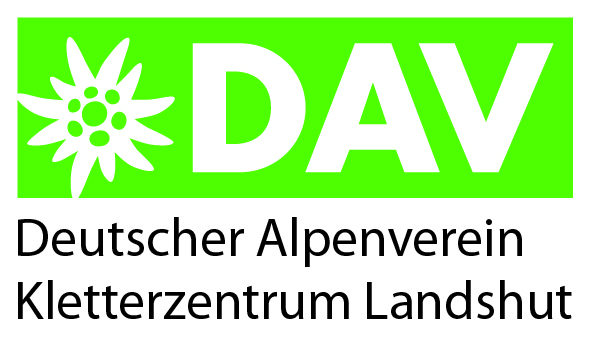 DAV
Deutscher Alpenverein
Kletterzentrum Landshut